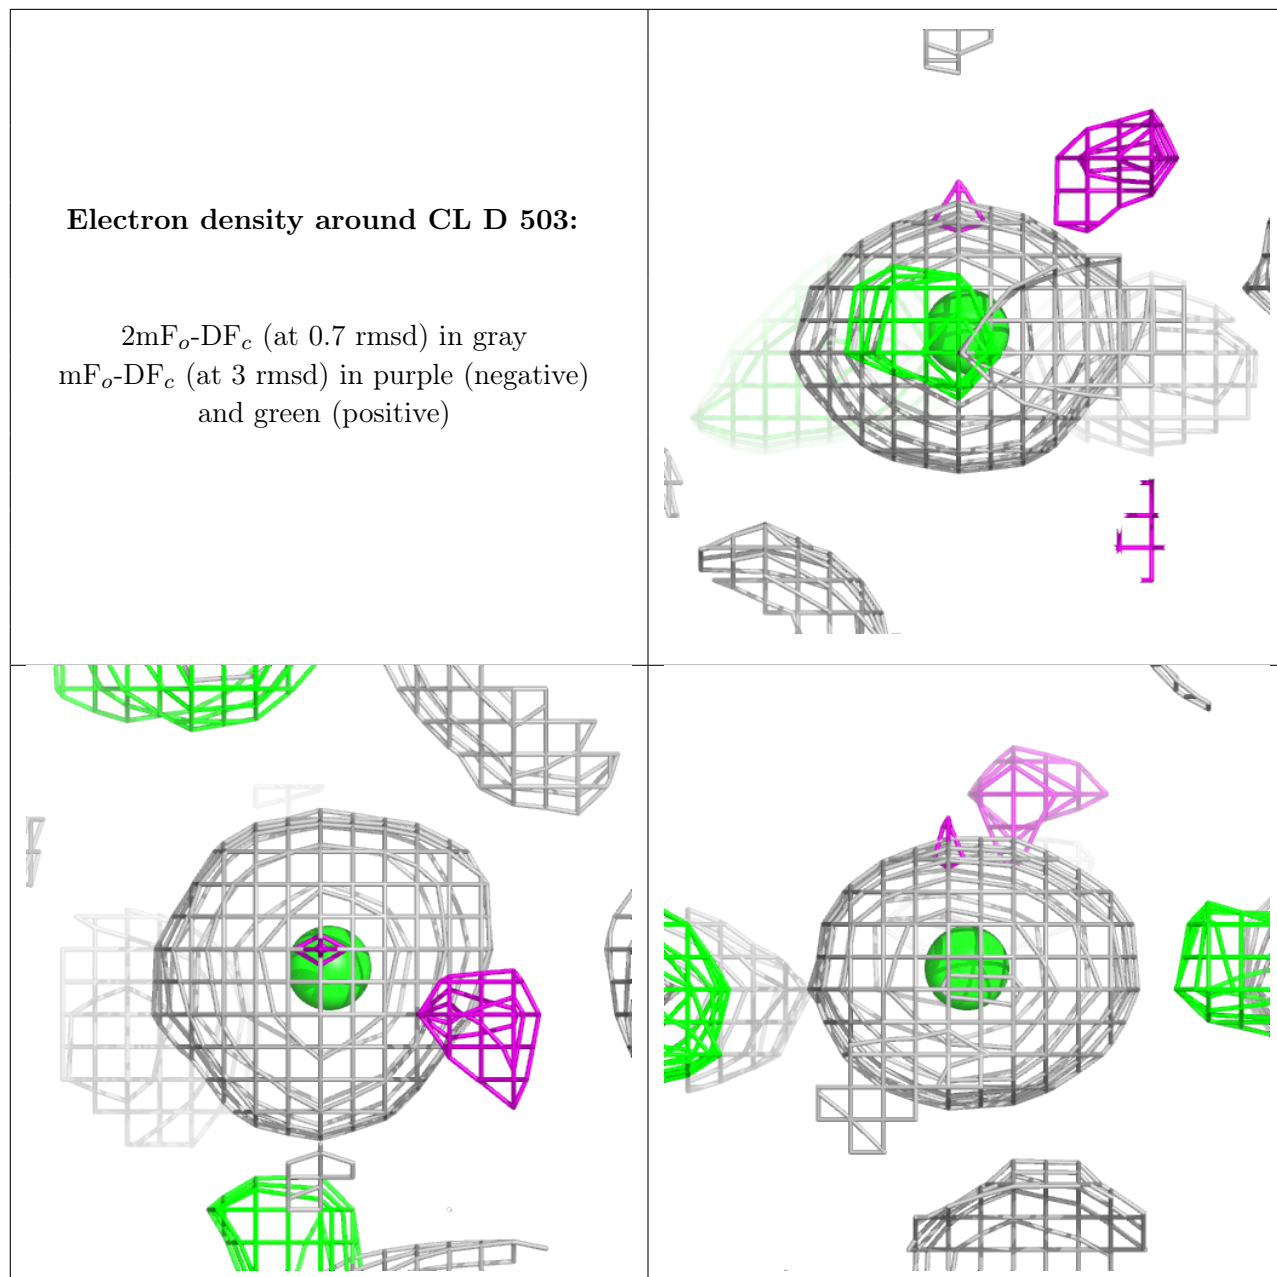 Electron density around CL D 503:
2mFo-DFc (at 0.7 rmsd) in gray
mFo-DFc (at 3 rmsd) in purple (negative)
and green (positive)